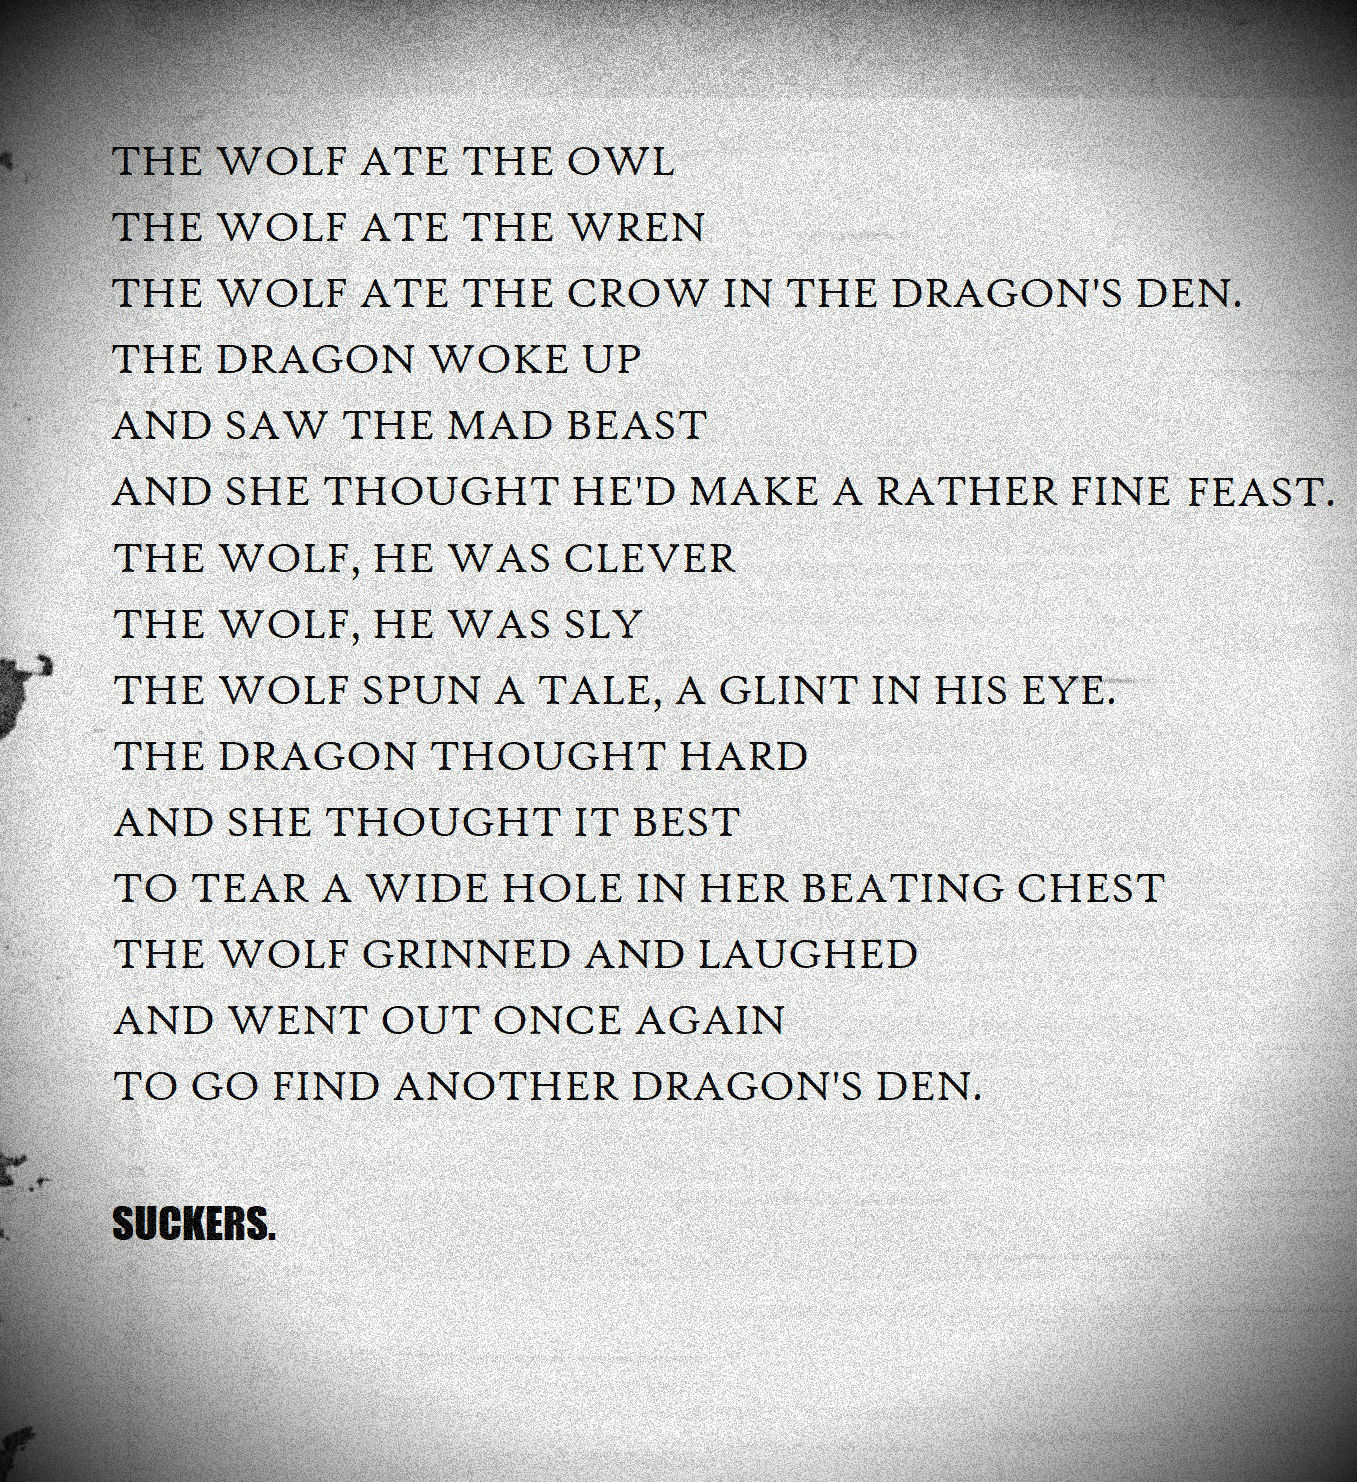 THE WOLF ATE THE OWL
THE WOLF ATE THE WREN
THE WOLF ATE THE CROW IN THE DRAGON'S DEN.
THE DRAGON WOKE UP
AND SAW THE MAD BEAST
AND SHE THOUGHT HE'D MAKE A RATHER FINE FEAST.
THE WOLF, HE WAS CLEVER
THE WOLF, HE WAS SLY
THE WOLF SPUN A TALE, A GLINT IN HIS EYE.
THE DRAGON THOUGHT HARD
AND SHE THOUGHT IT BEST
TO TEAR A WIDE HOLE IN HER BEATING CHEST
THE WOLF GRINNED AND LAUGHED
AND WENT OUT ONCE AGAIN
TO GO FIND ANOTHER DRAGON'S DEN.
SUCKERS.